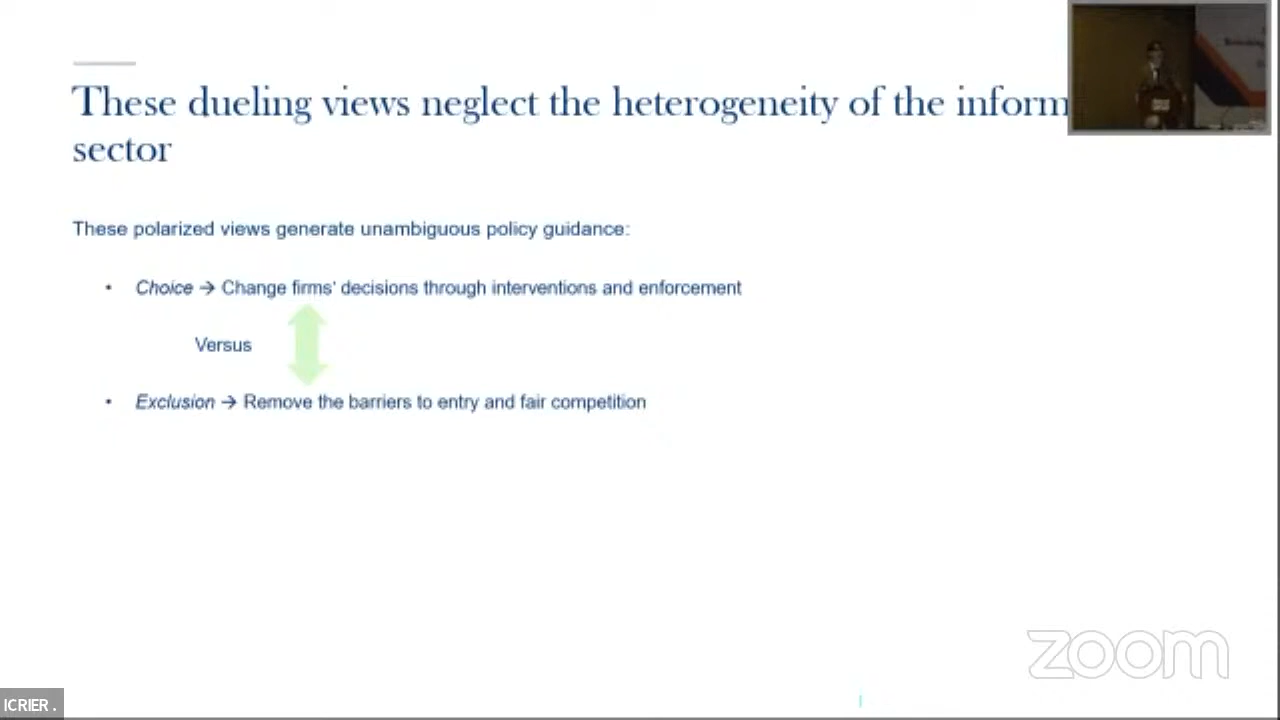 These dueling views neglect the heterogeneity of the inform
sector
These polarized views generate unambiguous policy guidance:
• Choice → Change firms' decisions through interventions and enforcement
Versus
• Exclusion → Remove the barriers to entry and fair competition
zoom
ICRIER .